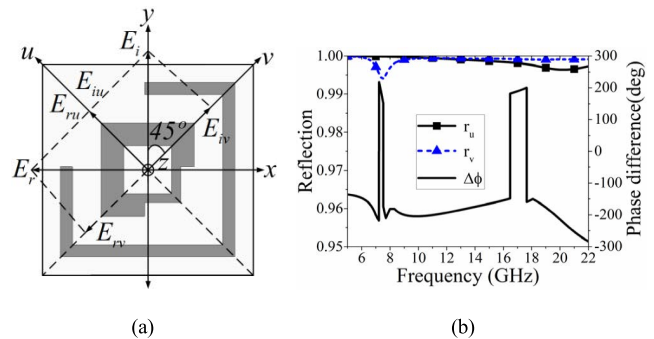 y
u
v
E_i
E_iu
E_ru
45°
E_iv
E_r
z
x
E_rv
(a)
1.00
0.99
0.98
0.97
0.96
0.95
Reflection
300
200
100
0
-100
-200
-300
Phase difference(deg)
r_u
r_v
Δϕ
6 8 10 12 14 16 18 20 22
Frequency (GHz)
(b)